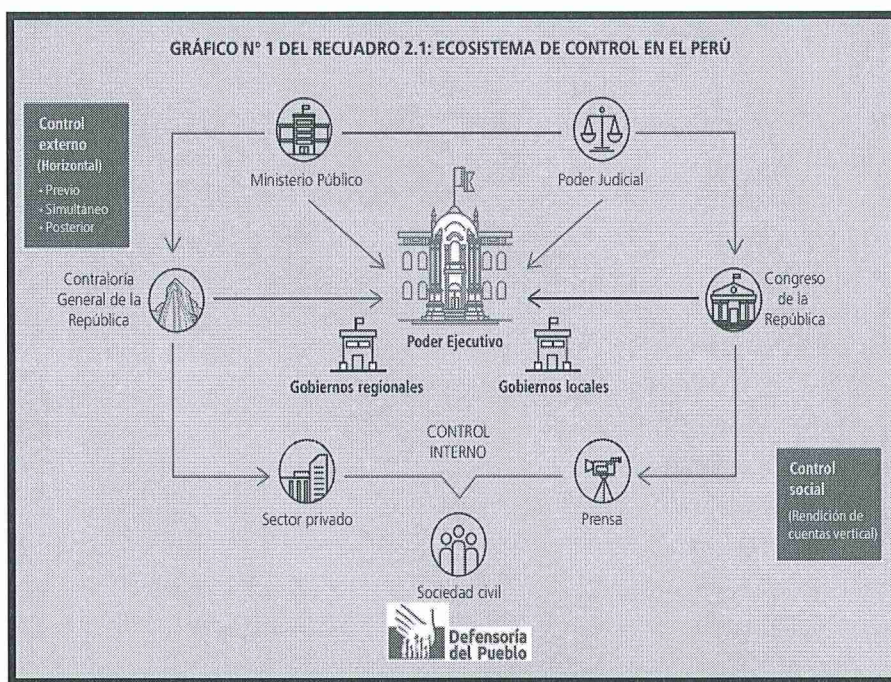 GRÁFICO N° 1 DEL RECUADRO 2.1: ECOSISTEMA DE CONTROL EN EL PERÚ
Control
externo
(Horizontal)
• Previo
• Simultáneo
• Posterior
Ministerio Público
Poder Judicial
Contraloría
General de la
República
Congreso
de la
República
Poder Ejecutivo
Gobiernos regionales
Gobiernos locales
CONTROL
INTERNO
Sector privado
Prensa
Control
social
(Rendición de
cuentas vertical)
Sociedad civil
Defensoría
del Pueblo